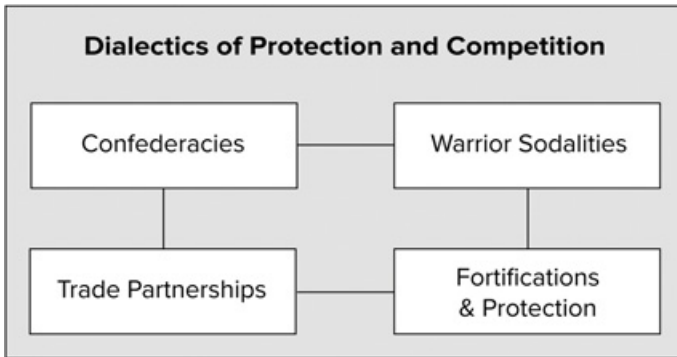 Dialectics of Protection and Competition
Confederacies
Warrior Sodalities
Trade Partnerships
Fortifications
& Protection